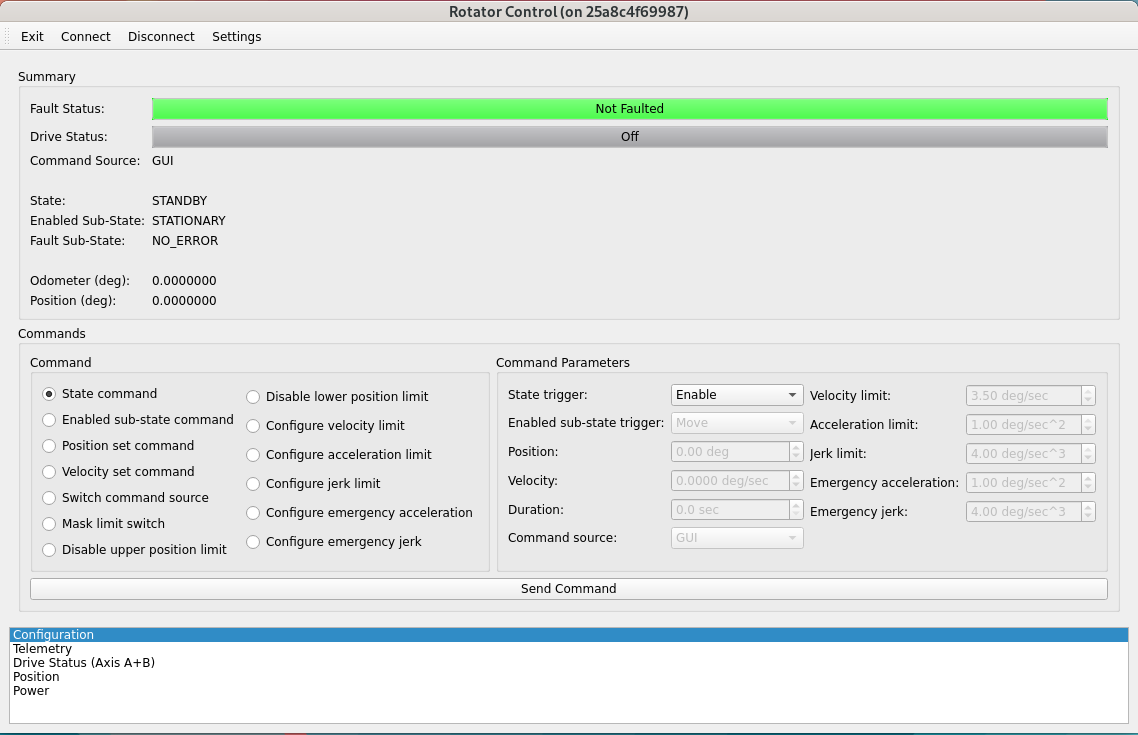 Rotator Control (on 25a8c4f69987)
Exit Connect Disconnect Settings
Summary
Fault Status: Not Faulted
Drive Status: Off
Command Source: GUI
State: STANDBY
Enabled Sub-State: STATIONARY
Fault Sub-State: NO_ERROR
Odometer (deg): 0.0000000
Position (deg): 0.0000000
Commands
Command
State command
Enabled sub-state command
Position set command
Velocity set command
Switch command source
Mask limit switch
Disable upper position limit
Disable lower position limit
Configure velocity limit
Configure acceleration limit
Configure jerk limit
Configure emergency acceleration
Configure emergency jerk
Command Parameters
State trigger: Enable
Enabled sub-state trigger: Move
Position: 0.00 deg
Velocity: 0.0000 deg/sec
Duration: 0.0 sec
Command source: GUI
Velocity limit: 3.50 deg/sec
Acceleration limit: 1.00 deg/sec^2
Jerk limit: 4.00 deg/sec^3
Emergency acceleration: 1.00 deg/sec^2
Emergency jerk: 4.00 deg/sec^3
Send Command
Configuration
Telemetry
Drive Status (Axis A+B)
Position
Power